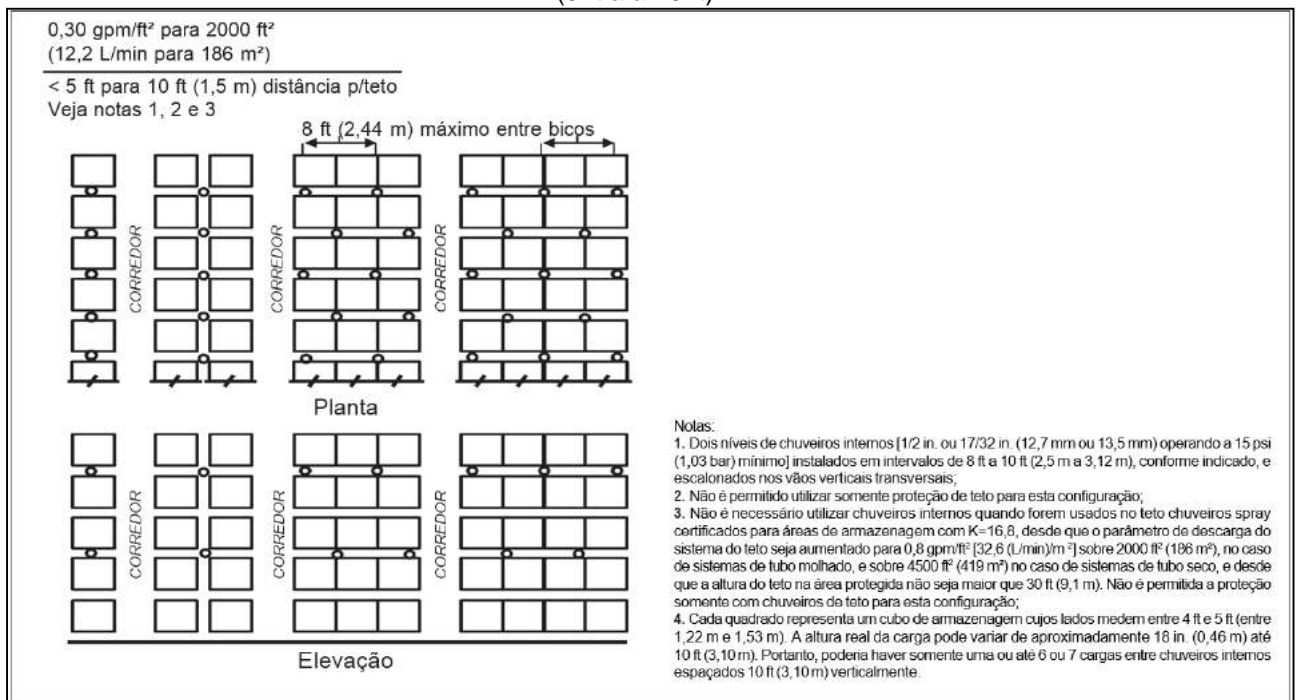 0,30 gpm/ft² para 2000 ft²
(12,2 L/min para 186 m²)
< 5 ft para 10 ft (1,5 m) distância p/teto
Veja notas 1, 2 e 3
8 ft (2,44 m) máximo entre bicos
CORREDOR
CORREDOR
CORREDOR
Planta
CORREDOR
CORREDOR
CORREDOR
Elevação
Notas:
1. Dois níveis de chuveiros internos [1/2 in. ou 17/32 in. (12,7 mm ou 13,5 mm) operando a 15 psi
(1,03 bar) mínimo] instalados em intervalos de 8 ft a 10 ft (2,5 m a 3,12 m), conforme indicado, e
escalonados nos vãos verticais transversais;
2. Não é permitido utilizar somente proteção de teto para esta configuração;
3. Não é necessário utilizar chuveiros internos quando forem usados no teto chuveiros spray
certificados para áreas de armazenagem com K=16,8, desde que o parâmetro de descarga do
sistema do teto seja aumentado para 0,8 gpm/ft² [32,6 (L/min)/m²] sobre 2000 ft² (186 m²), no caso
de sistemas de tubo molhado, e sobre 4500 ft² (419 m²) no caso de sistemas de tubo seco, e desde
que a altura do teto na área protegida não seja maior que 30 ft (9,1 m). Não é permitida a proteção
somente com chuveiros de teto para esta configuração;
4. Cada quadrado representa um cubo de armazenagem cujos lados medem entre 4 ft e 5 ft (entre
1,22 m e 1,53 m). A altura real da carga pode variar de aproximadamente 18 in. (0,46 m) até
10 ft (3,10 m). Portanto, poderia haver somente uma ou até 6 ou 7 cargas entre chuveiros internos
espaçados 10 ft (3,10 m) verticalmente.